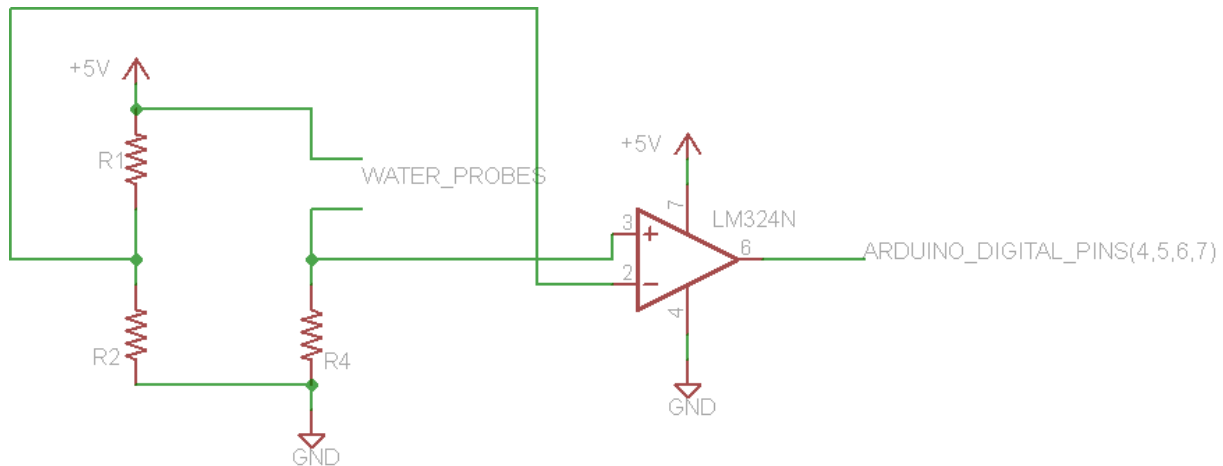 +5V
R1
WATER_PROBES
+5V
7
LM324N
3
+
6
ARDUINO_DIGITAL_PINS(4,5,6,7)
2
-
4
R2
R4
GND
GND